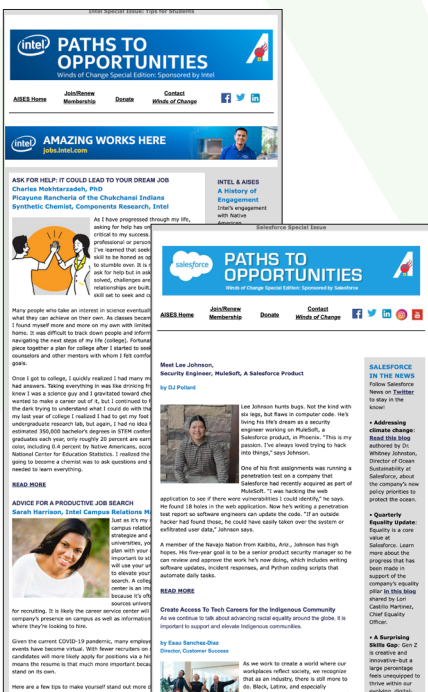 Intel Special Issue: Tips for Students
intel
PATHS TO
OPPORTUNITIES
Winds of Change Special Edition: Sponsored by Intel
AISES Home
Join/Renew
Membership
Donate
Contact
Winds of Change
intel
AMAZING WORKS HERE
jobs.intel.com
ASK FOR HELP: IT COULD LEAD TO YOUR DREAM JOB
Charles Mokhtarzadeh, PhD
Picayune Rancheria of the Chukchansi Indians
Synthetic Chemist, Components Research, Intel
As I have progressed through my life,
asking for help has
critical to my success.
professional or person
I've learned that seek
skill to be honed as op
to stumble over. It is
ask for help but in ask
solved, challenges are
relationships are built.
skill set to seek and
Many people who take an interest in science eventuall
what they can achieve on their own. As classes becam
I found myself more and more on my own with limited
home. It was difficult to track down people and inform
navigating the next steps of my life (college). Fortunat
piece together a plan for college after I started to seek
counselors and other mentors with whom I felt comfor
goals.
Once I got to college, I quickly realized I had many m
had answers. Taking everything in was like drinking fr
know I was a science guy and I gravitated toward che
wanted to make a career out of it, but I continued to f
the dark trying to understand what I could do with tha
my last year of college I realized I had to get my foot
undergraduate research lab, but again, I had no idea
estimated 350,000 bachelor's degrees in STEM confer
graduates each year, only roughly 20 percent are earn
color, including 0.4 percent by Native Americans, acco
National Center for Education Statistics. I realized the
going to become a chemist was to ask questions and s
needed to learn everything.
READ MORE
ADVICE FOR A PRODUCTIVE JOB SEARCH
Sarah Harrison, Intel Campus Relations
Just as it's my
campus relation
strategize and
universities, yo
plan with your
important to st
will use your un
to elevate your
search. A colleg
center is an im
because it's oft
sources univers
for recruiting. It is likely the career service center will
company's presence on campus as well as information
where they're looking to hire.
Given the current COVID-19 pandemic, many employe
events have become virtual. With fewer recruiters on
candidates will more likely apply for positions via a hir
means the resume is that much more important becau
stand on its own.
Here are a few tips to make yourself stand out more d
INTEL & AISES
A History of
Engagement
Intel's engagement
with Native
American
Salesforce Special Issue
salesforce
PATHS TO
OPPORTUNITIES
Winds of Change Special Edition: Sponsored by Salesforce
AISES Home
Join/Renew
Membership
Donate
Contact
Winds of Change
Meet Lee Johnson,
Security Engineer, MuleSoft, A Salesforce Product
by DJ Pollard
Lee Johnson hunts bugs. Not the kind with
six legs, but flaws in computer code. He's
living his life's dream as a security
engineer working on MuleSoft, a
Salesforce product, in Phoenix. "This is my
passion. I've always loved trying to hack
into things," says Johnson.
One of his first assignments was running a
penetration test on a company that
Salesforce had recently acquired as part of
MuleSoft. "I was hacking the web
application to see if there were vulnerabilities I could identify," he says.
He found 18 holes in the web application. Now he's writing a penetration
test report so software engineers can update the code. "If an outside
hacker had found those, he could have easily taken over the system or
exfiltrated user data," Johnson says.
A member of the Navajo Nation from Kaibito, Ariz., Johnson has high
hopes. His five-year goal is to be a senior product security manager so he
can review and approve the work he's now doing, which includes writing
software updates, incident responses, and Python coding scripts that
automate daily tasks.
READ MORE
Create Access To Tech Careers for the Indigenous Community
As we continue to talk about advancing racial equality around the globe, it is
important to support and elevate Indigenous communities.
by Esau Sanchez-Diaz
Director, Customer Success
As we work to create a world where our
workplaces reflect society, we recognize
that as an industry, there is still more to
do. Black, Latinx, and especially
SALESFORCE
IN THE NEWS
Follow Salesforce
News on Twitter
to stay in the
know!
• Addressing
climate change:
Read this blog
authored by Dr.
Whitney Johnston,
Director of Ocean
Sustainability at
Salesforce, about
the company's new
policy priorities to
protect the ocean.
• Quarterly
Equality Update:
Equality is a core
value at
Salesforce. Learn
more about the
progress that has
been made in
support of the
company's equality
pillar in this blog
shared by Lori
Castillo Martinez,
Chief Equality
Officer.
• A Surprising
Skills Gap: Gen Z
is creative and
innovative–but a
large percentage
feels unequipped to
thrive within our
evolving, digital-